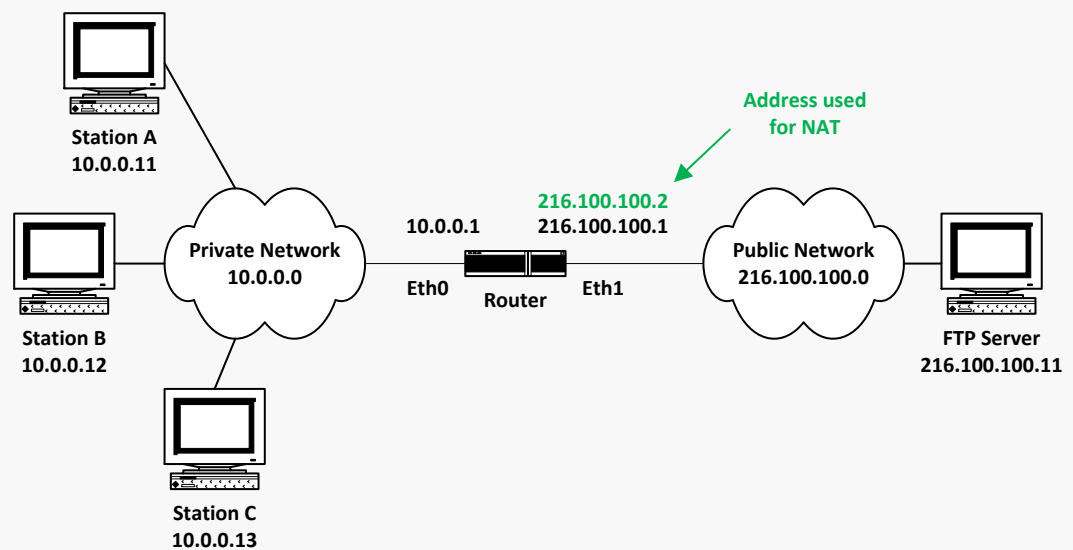 Station A
10.0.0.11
Address used
for NAT
216.100.100.2
10.0.0.1
216.100.100.1
Private Network
10.0.0.0
Public Network
216.100.100.0
Eth0
Router
Eth1
Station B
10.0.0.12
FTP Server
216.100.100.11
Station C
10.0.0.13